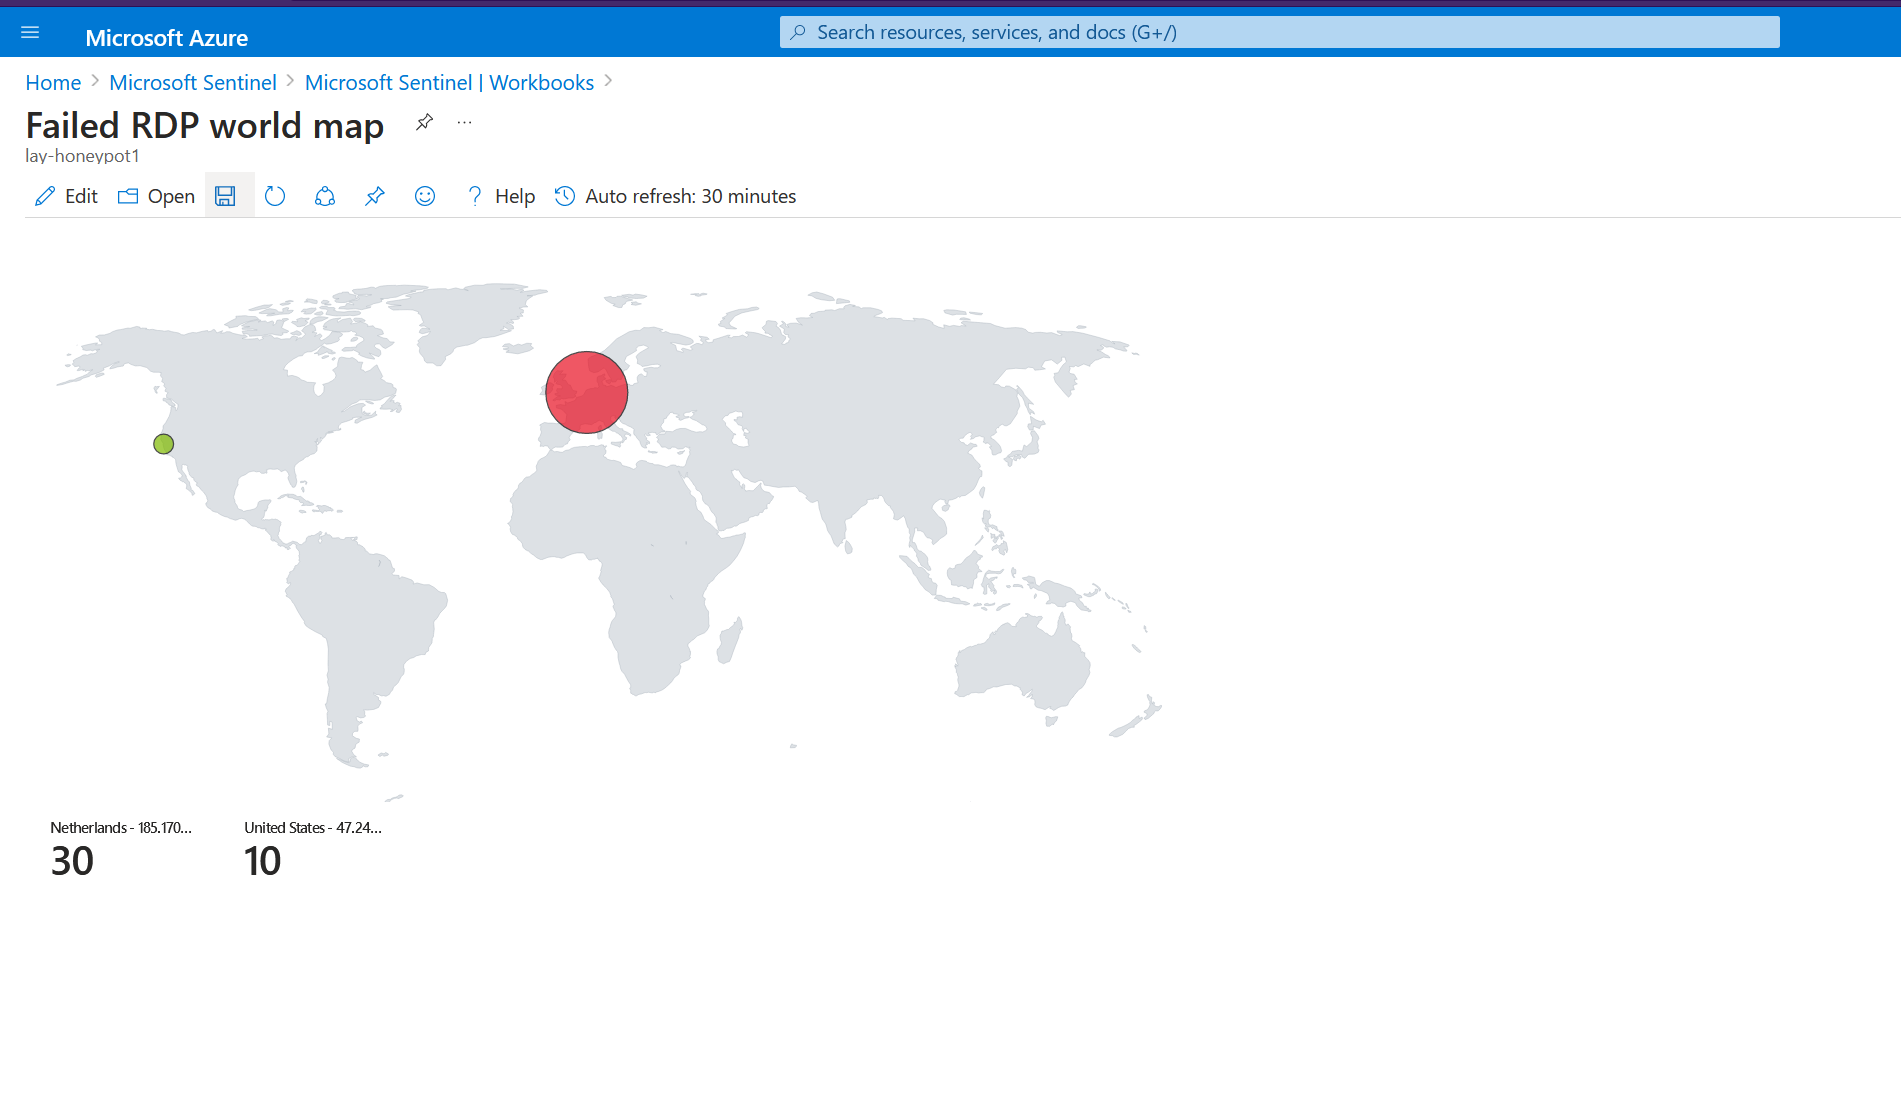 Microsoft Azure
Search resources, services, and docs (G+/)
Home > Microsoft Sentinel > Microsoft Sentinel | Workbooks >
Failed RDP world map ...
lay-honeypot1
Edit Open Help Auto refresh: 30 minutes
Netherlands - 185.170... United States - 47.24...
30 10